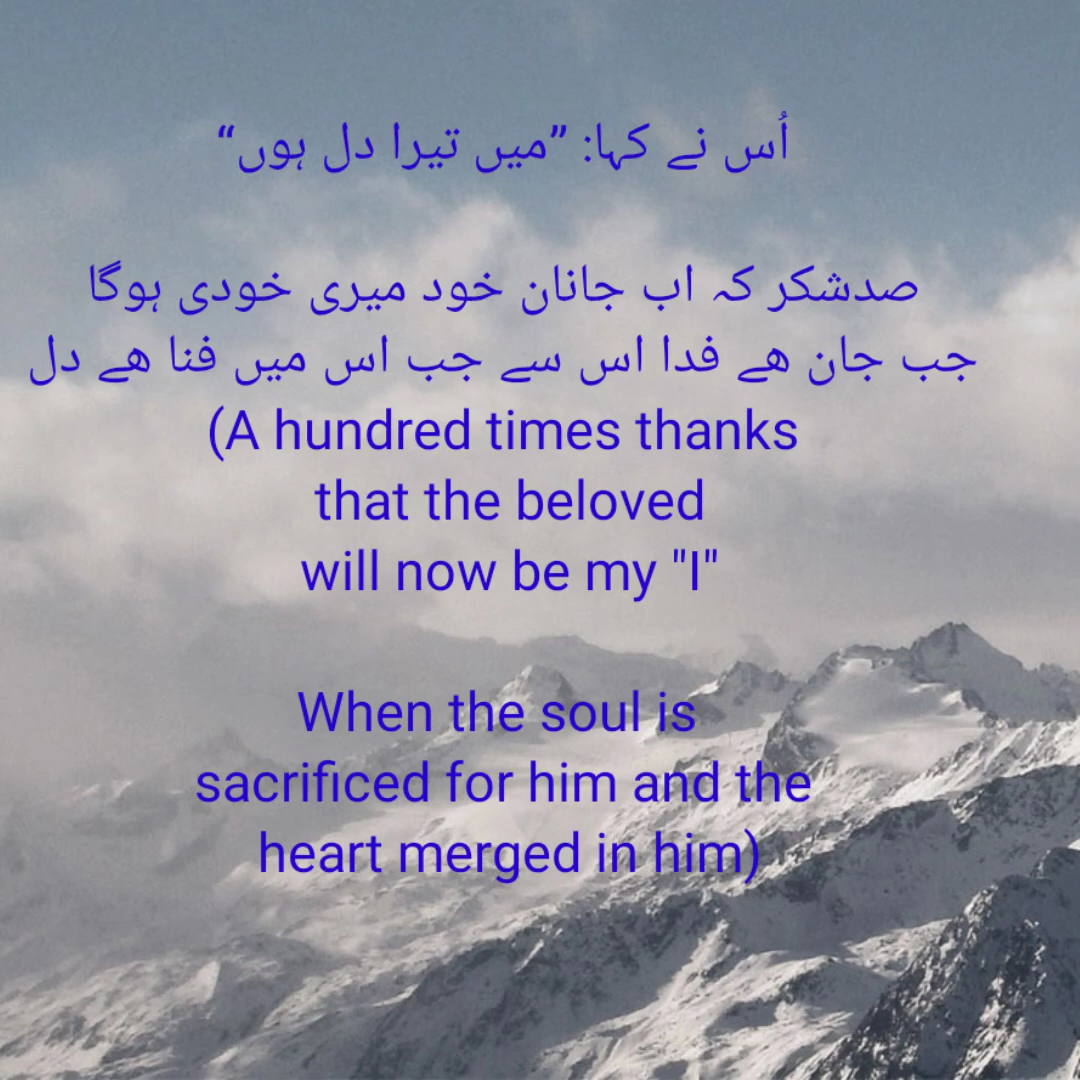 اُس نے کہا: ”میں تیرا دل ہوں“
صدشکر کہ اب جانان خود میری خودی ہوگا
جب جان ھے فدا اس سے جب اس میں فنا ھے دل
(A hundred times thanks
that the beloved
will now be my "I"
When the soul is
sacrificed for him and the
heart merged in him)